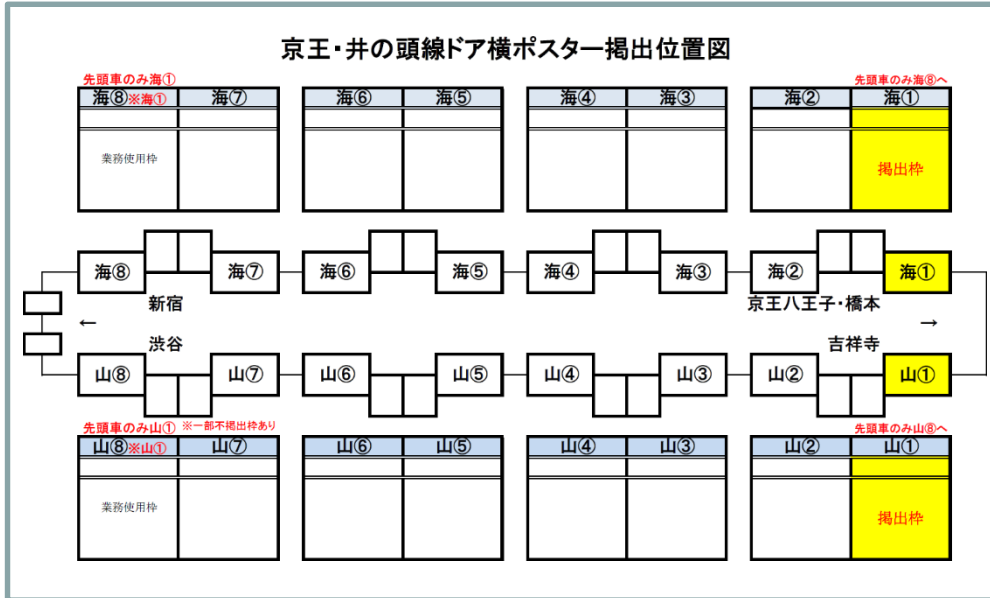 京王・井の頭線ドア横ポスター掲出位置図
先頭車のみ海① 先頭車のみ海⑧へ
海⑧※海① 海⑦ 海⑥ 海⑤ 海④ 海③ 海② 海①
業務使用枠 掲出枠
海⑧ 海⑦ 海⑥ 海⑤ 海④ 海③ 海② 海①
新宿 京王八王子・橋本
← →
渋谷 吉祥寺
山⑧ 山⑦ 山⑥ 山⑤ 山④ 山③ 山② 山①
先頭車のみ山① ※一部不掲出枠あり 先頭車のみ山⑧へ
山⑧※山① 山⑦ 山⑥ 山⑤ 山④ 山③ 山② 山①
業務使用枠 掲出枠